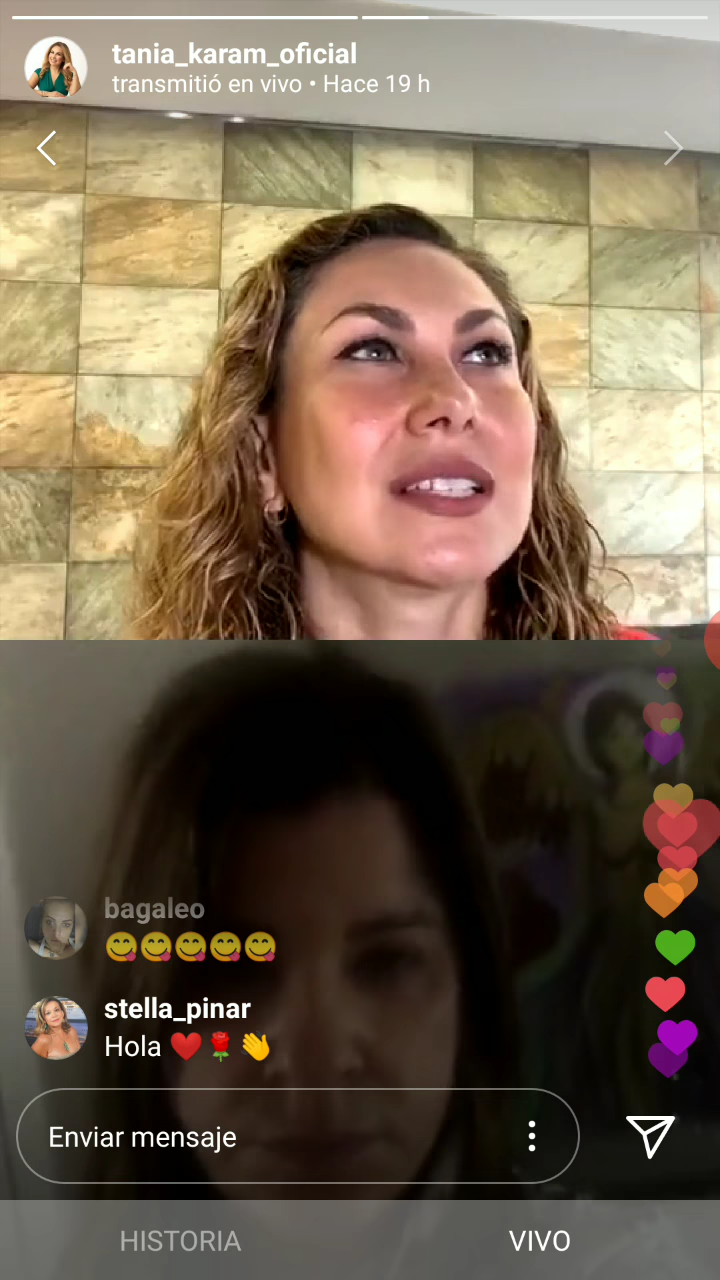 tania_karam_oficial
transmitió en vivo • Hace 19 h
bagaleo
😋😋😋😋😋
stella_pinar
Hola ❤️🌹👋
Enviar mensaje
HISTORIA
VIVO